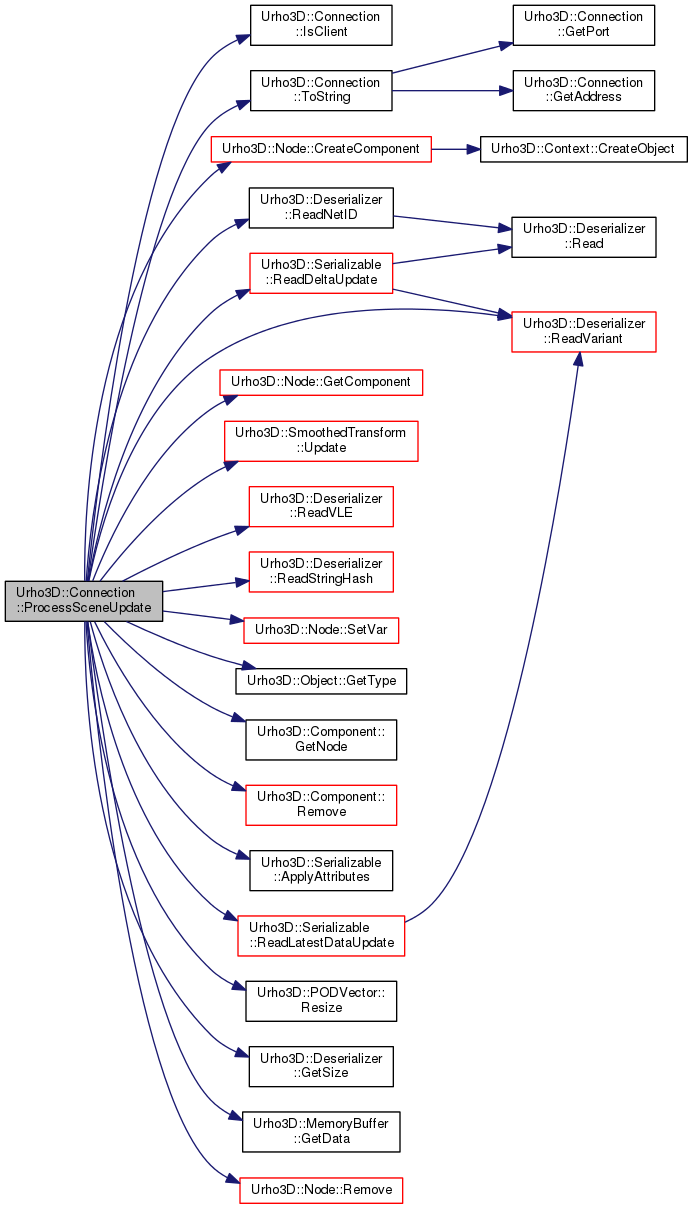 Urho3D::Connection
::ProcessSceneUpdate
Urho3D::Connection
::IsClient
Urho3D::Connection
::ToString
Urho3D::Node::CreateComponent
Urho3D::Deserializer
::ReadNetID
Urho3D::Serializable
::ReadDeltaUpdate
Urho3D::Node::GetComponent
Urho3D::SmoothedTransform
::Update
Urho3D::Deserializer
::ReadVLE
Urho3D::Deserializer
::ReadStringHash
Urho3D::Node::SetVar
Urho3D::Object::GetType
Urho3D::Component::
GetNode
Urho3D::Component::
Remove
Urho3D::Serializable
::ApplyAttributes
Urho3D::Serializable
::ReadLatestDataUpdate
Urho3D::PODVector::
Resize
Urho3D::Deserializer
::GetSize
Urho3D::MemoryBuffer
::GetData
Urho3D::Node::Remove
Urho3D::Connection
::GetPort
Urho3D::Connection
::GetAddress
Urho3D::Context::CreateObject
Urho3D::Deserializer
::Read
Urho3D::Deserializer
::ReadVariant